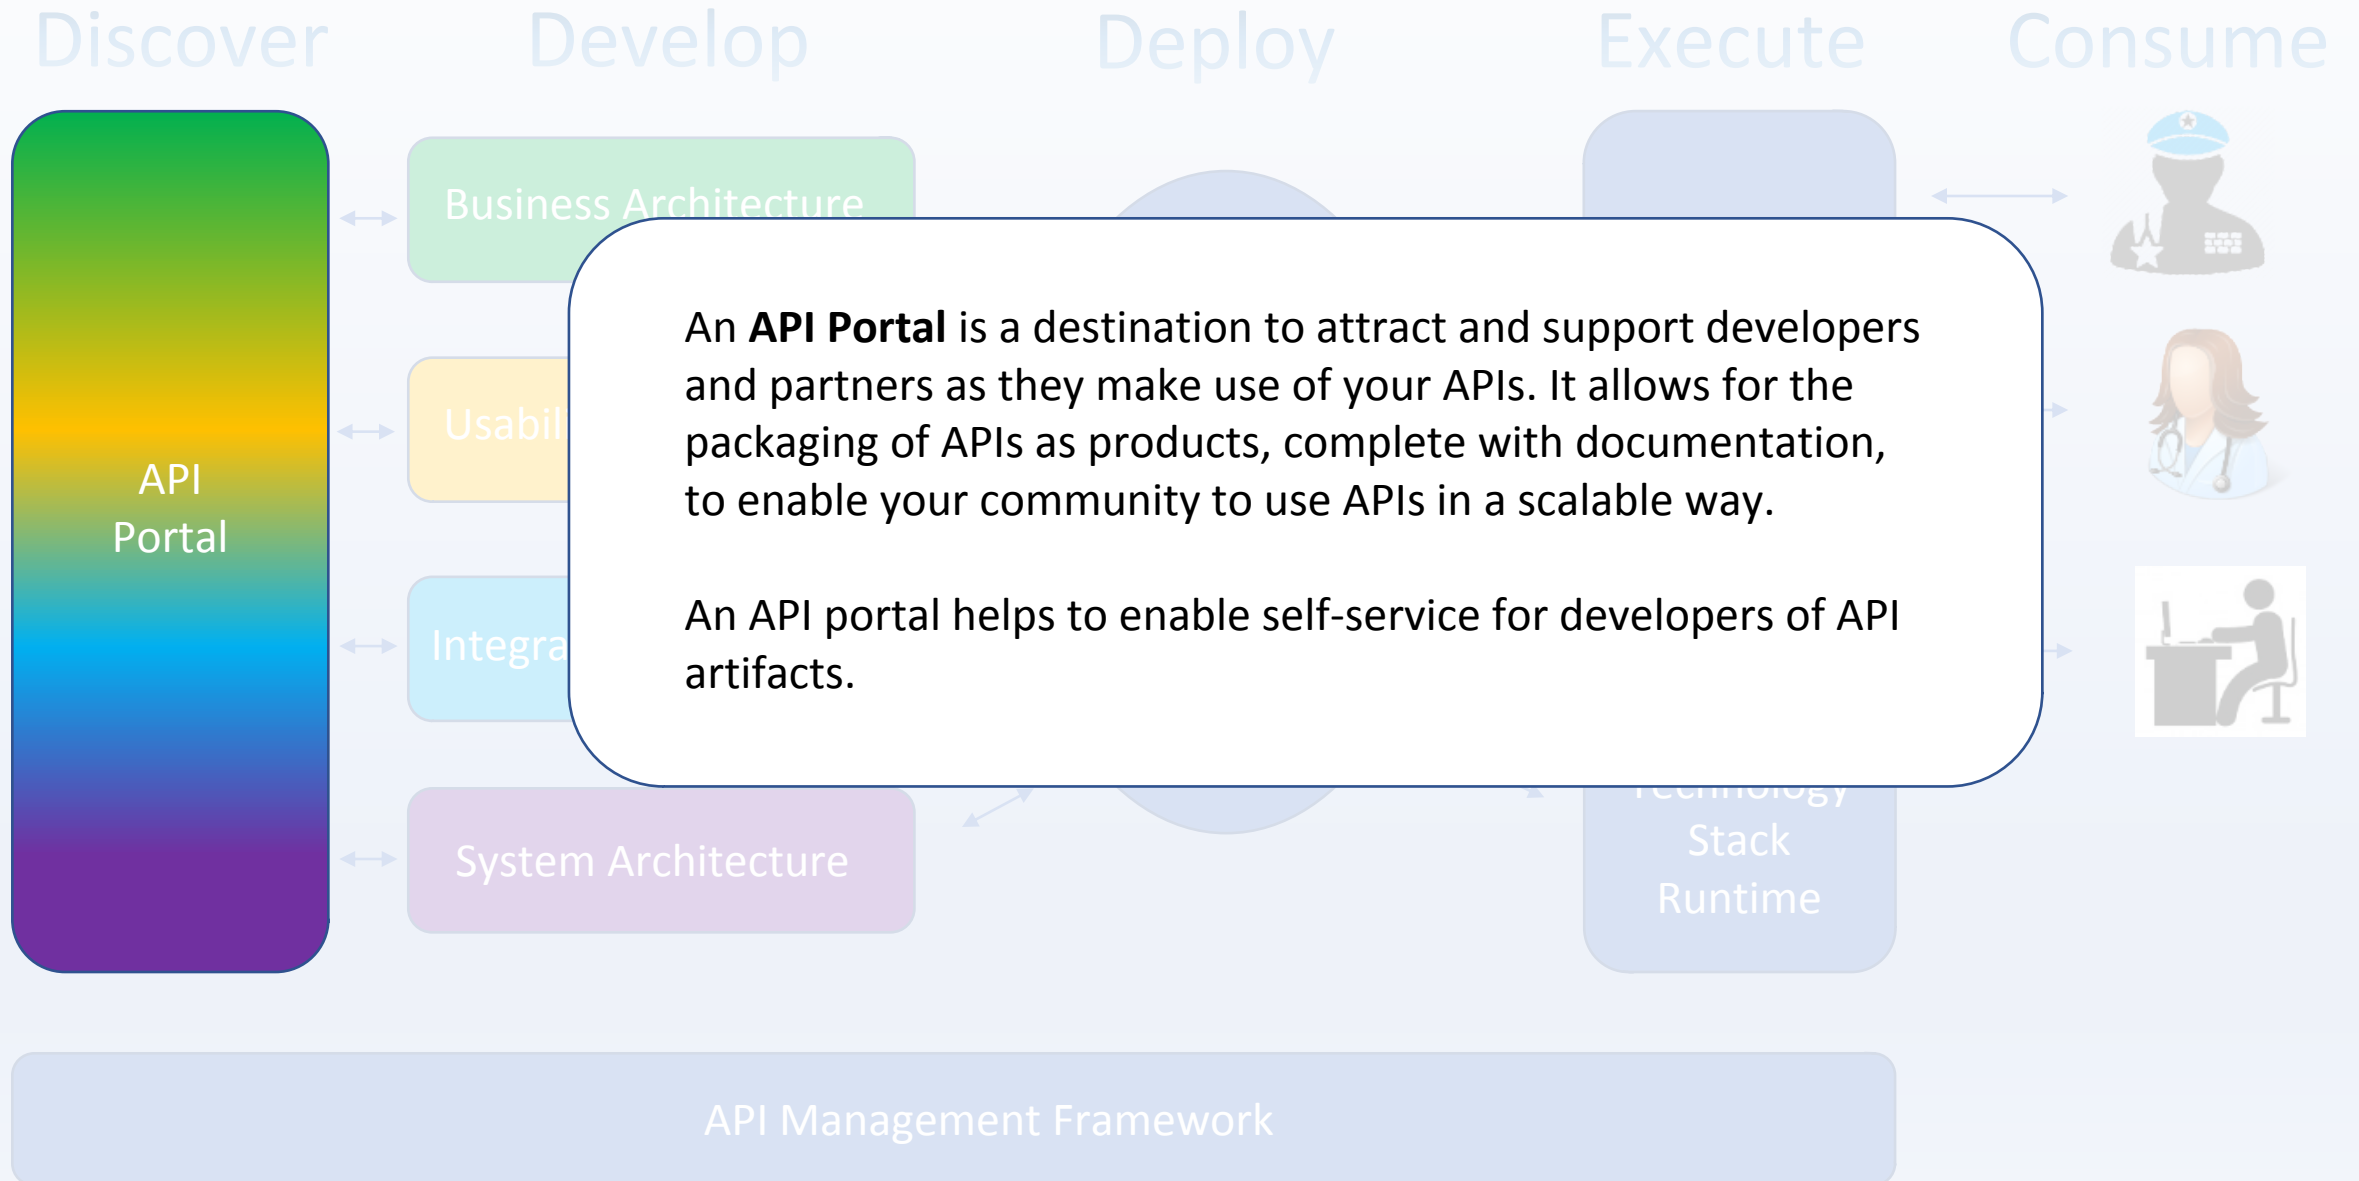 Discover
Develop
Deploy
Execute
Consume
API
Portal
Business Architecture
System Architecture
An API Portal is a destination to attract and support developers
and partners as they make use of your APIs. It allows for the
packaging of APIs as products, complete with documentation,
to enable your community to use APIs in a scalable way.
An API portal helps to enable self-service for developers of API
artifacts.
Technology
Stack
Runtime
API Management Framework